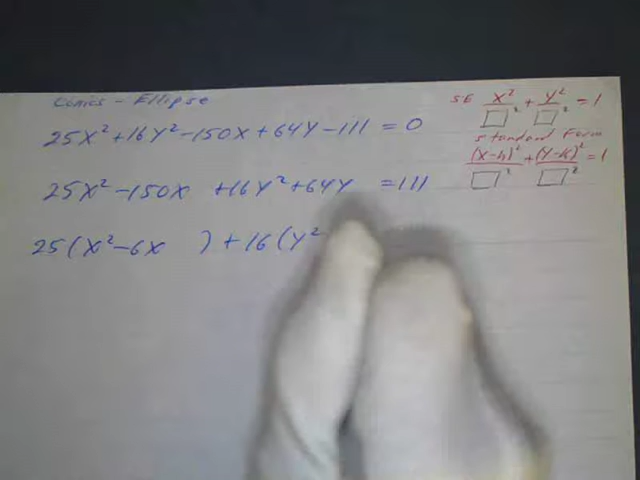 Conics - Ellipse
25X²+16Y²-150X+64Y-111 = 0
25X²-150X +16Y²+64Y =111
25(X²-6X ) + 16(Y²
SE X²/□² + Y²/□² = 1
standard Form
(X-h)²/□² + (Y-K)²/□² = 1